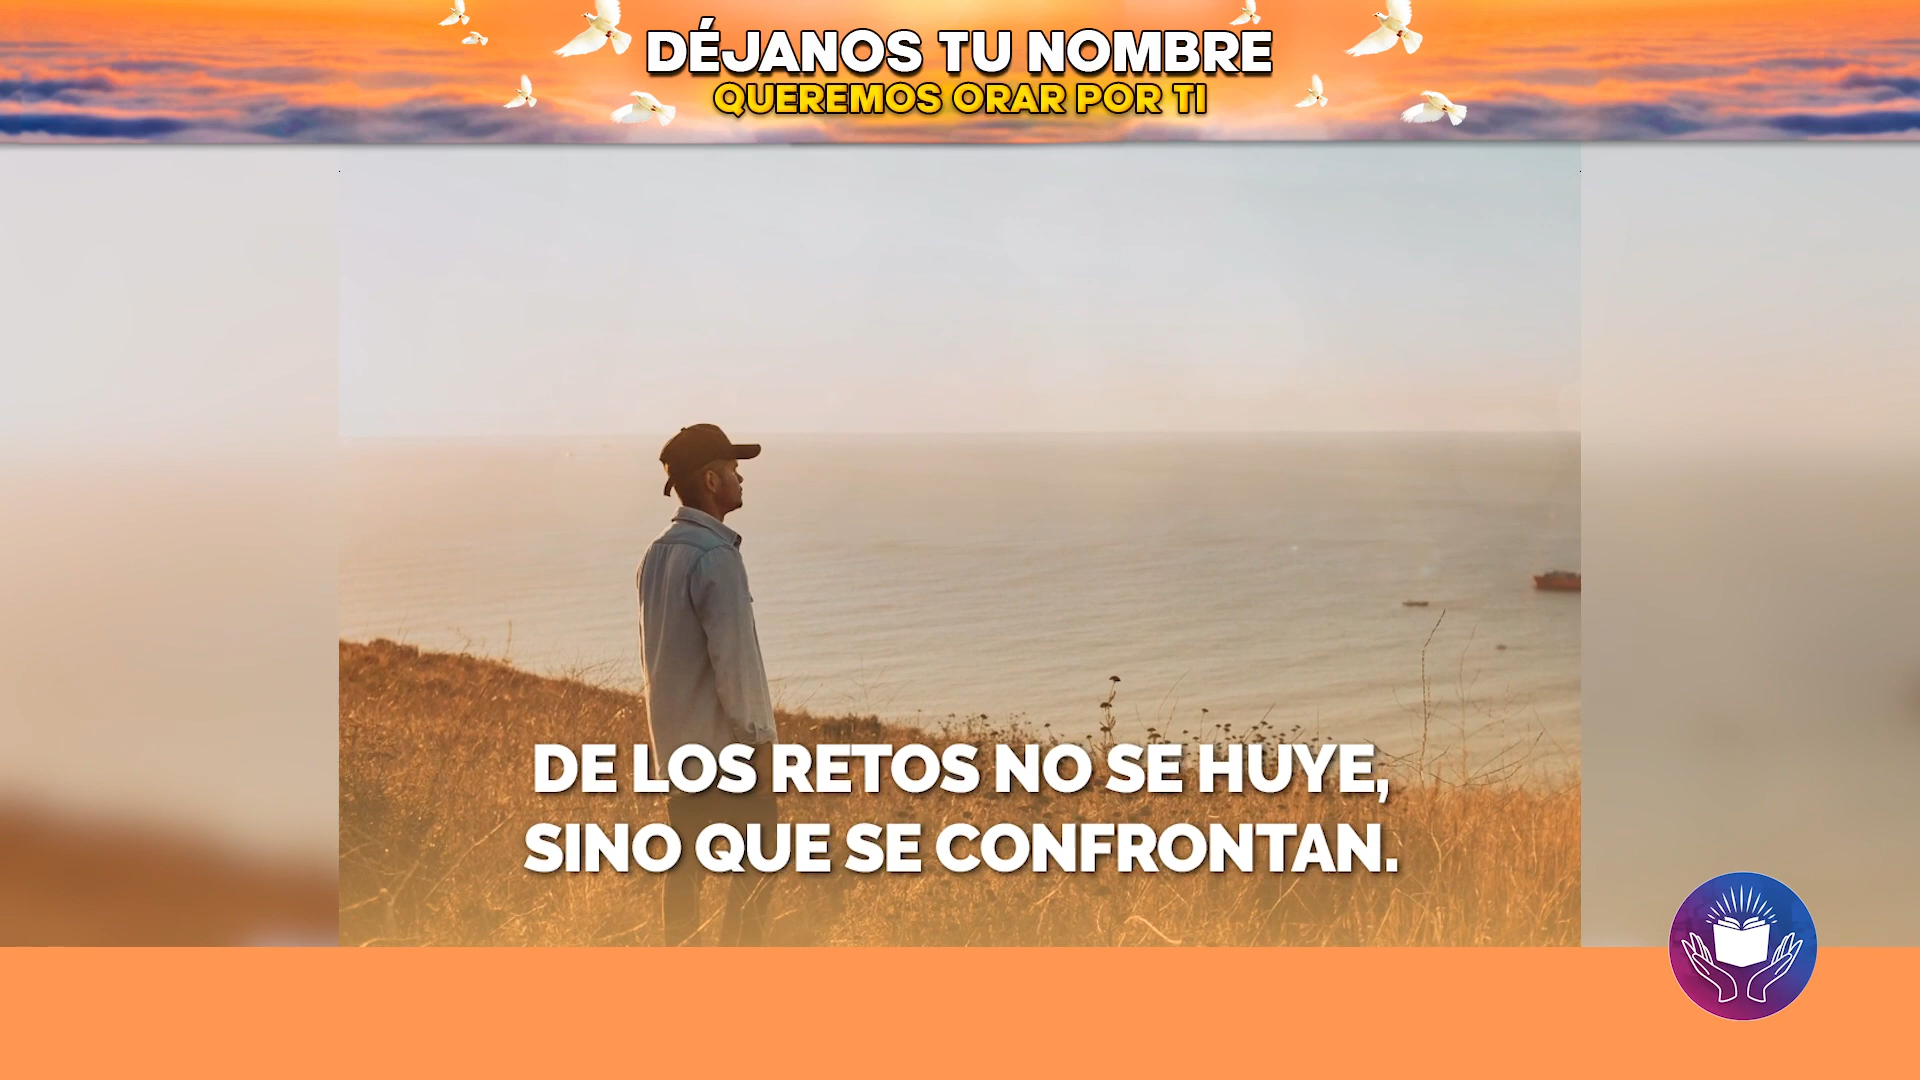 DÉJANOS TU NOMBRE
QUEREMOS ORAR POR TI
DE LOS RETOS NO SE HUYE,
SINO QUE SE CONFRONTAN.